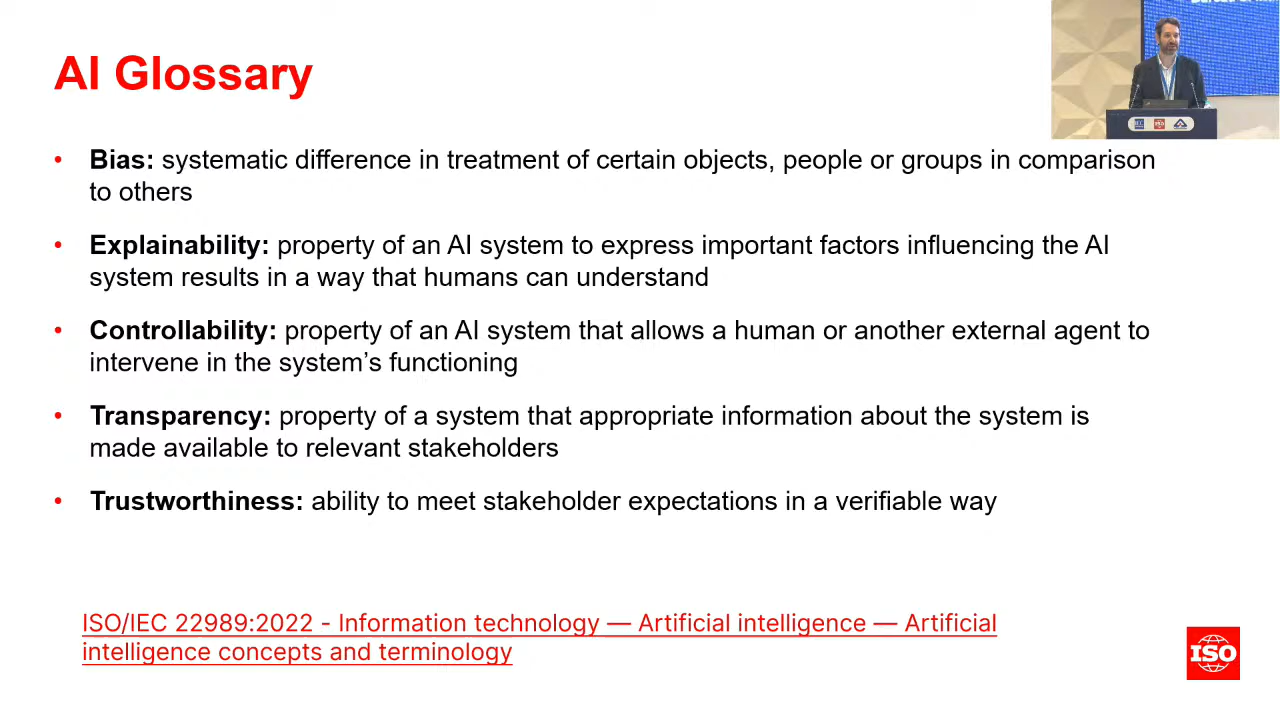 AI Glossary
• Bias: systematic difference in treatment of certain objects, people or groups in comparison
to others
• Explainability: property of an AI system to express important factors influencing the AI
system results in a way that humans can understand
• Controllability: property of an AI system that allows a human or another external agent to
intervene in the system’s functioning
• Transparency: property of a system that appropriate information about the system is
made available to relevant stakeholders
• Trustworthiness: ability to meet stakeholder expectations in a verifiable way
ISO/IEC 22989:2022 - Information technology — Artificial intelligence — Artificial
intelligence concepts and terminology
ISO
IEC ISO